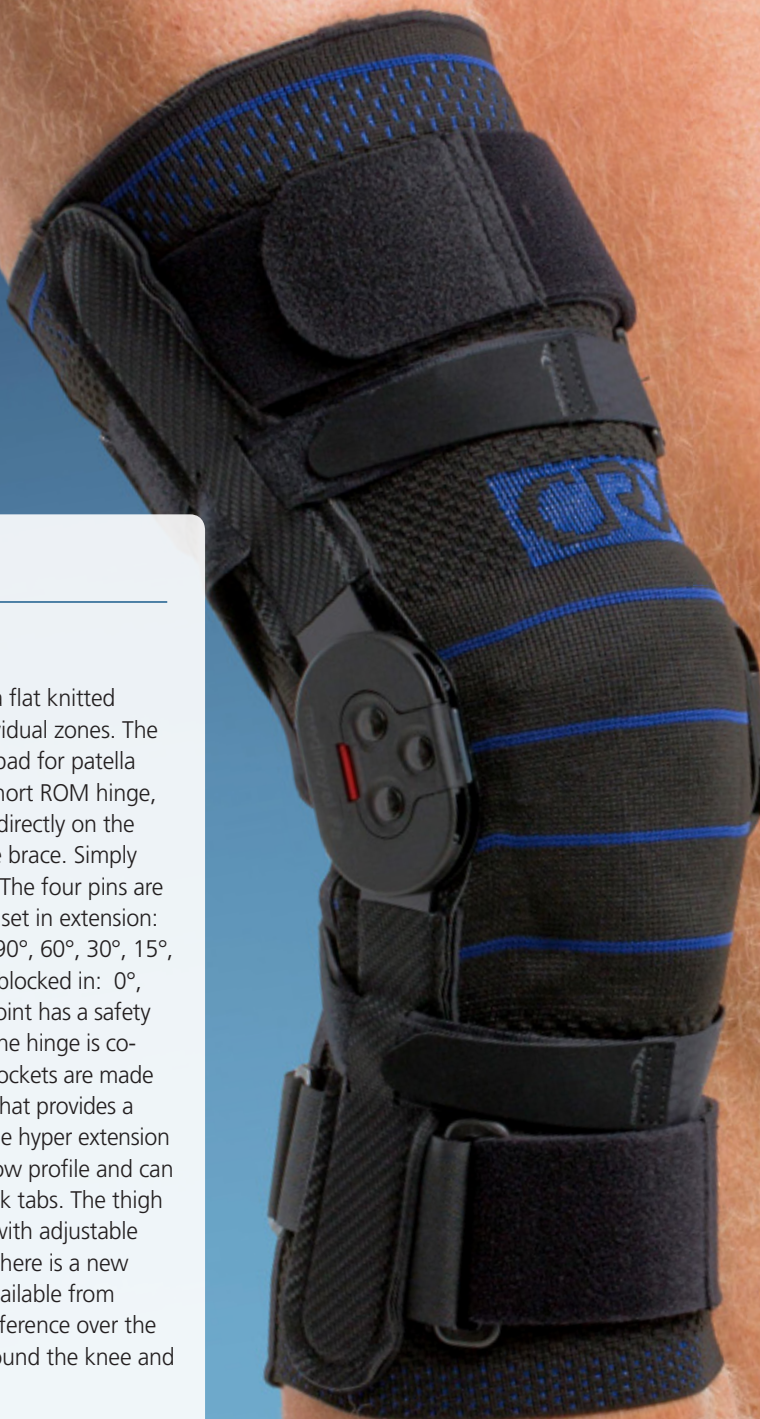 CRV
a flat knitted
vidual zones. The
pad for patella
hort ROM hinge,
directly on the
e brace. Simply
The four pins are
set in extension:
90°, 60°, 30°, 15°,
blocked in: 0°,
oint has a safety
he hinge is co-
ockets are made
hat provides a
e hyper extension
ow profile and can
k tabs. The thigh
with adjustable
here is a new
ailable from
ference over the
ound the knee and